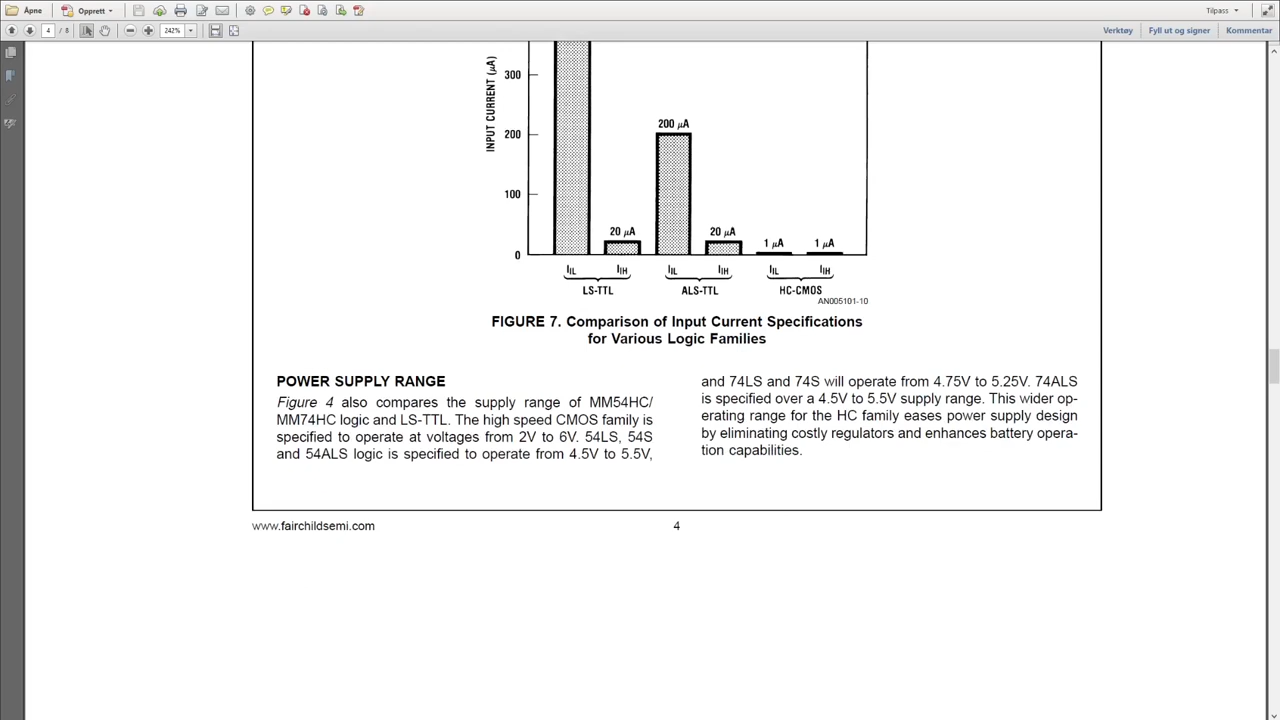 Åpne
Opprett
Tilpass
4
/ 8
242%
Verktøy
Fyll ut og signer
Kommentar
INPUT CURRENT (μA)
300
200
100
0
200 μA
20 μA
20 μA
1 μA
1 μA
IIL
IIH
IIL
IIH
IIL
IIH
LS-TTL
ALS-TTL
HC-CMOS
AN005101-10
FIGURE 7. Comparison of Input Current Specifications
for Various Logic Families
POWER SUPPLY RANGE
Figure 4 also compares the supply range of MM54HC/
MM74HC logic and LS-TTL. The high speed CMOS family is
specified to operate at voltages from 2V to 6V. 54LS, 54S
and 54ALS logic is specified to operate from 4.5V to 5.5V,
and 74LS and 74S will operate from 4.75V to 5.25V. 74ALS
is specified over a 4.5V to 5.5V supply range. This wider op-
erating range for the HC family eases power supply design
by eliminating costly regulators and enhances battery opera-
tion capabilities.
www.fairchildsemi.com
4